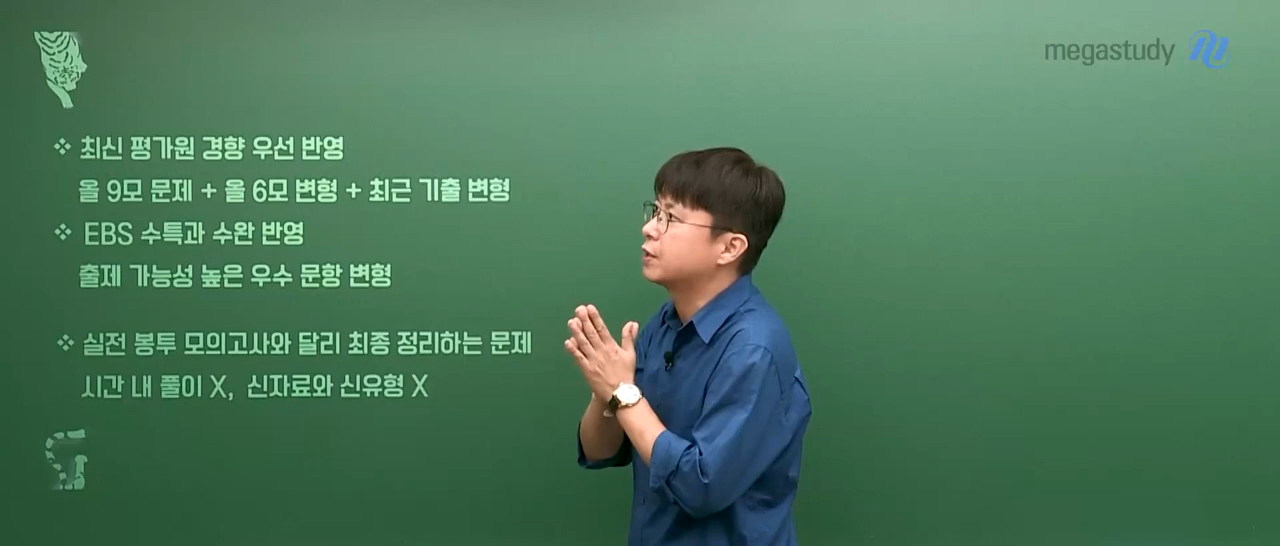 megastudy
❖ 최신 평가원 경향 우선 반영
올 9모 문제 + 올 6모 변형 + 최근 기출 변형
❖ EBS 수특과 수완 반영
출제 가능성 높은 우수 문항 변형
❖ 실전 봉투 모의고사와 달리 최종 정리하는 문제
시간 내 풀이 X, 신자료와 신유형 X